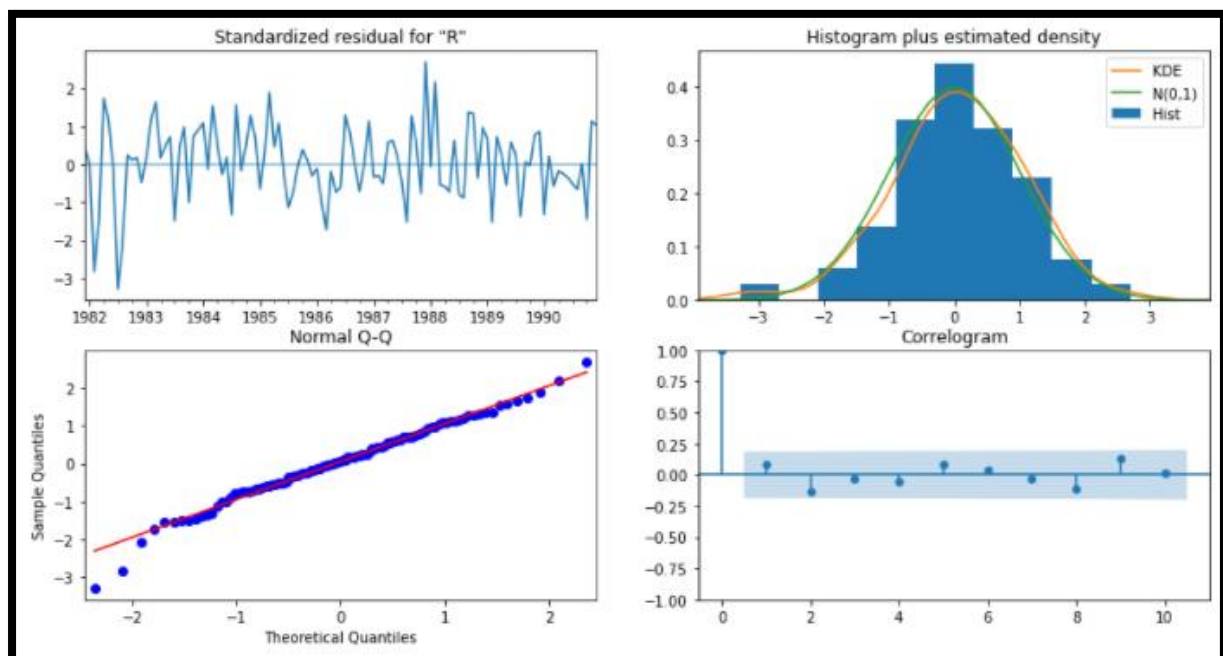 Standardized residual for "R"
2
1
0
−1
−2
−3
1982 1983 1984 1985 1986 1987 1988 1989 1990
Histogram plus estimated density
KDE
N(0,1)
Hist
0.4
0.3
0.2
0.1
0.0
−3 −2 −1 0 1 2 3
Normal Q-Q
Sample Quantiles
2
1
0
−1
−2
−3
−2 −1 0 1 2
Theoretical Quantiles
Correlogram
1.00
0.75
0.50
0.25
0.00
−0.25
−0.50
−0.75
−1.00
0 2 4 6 8 10